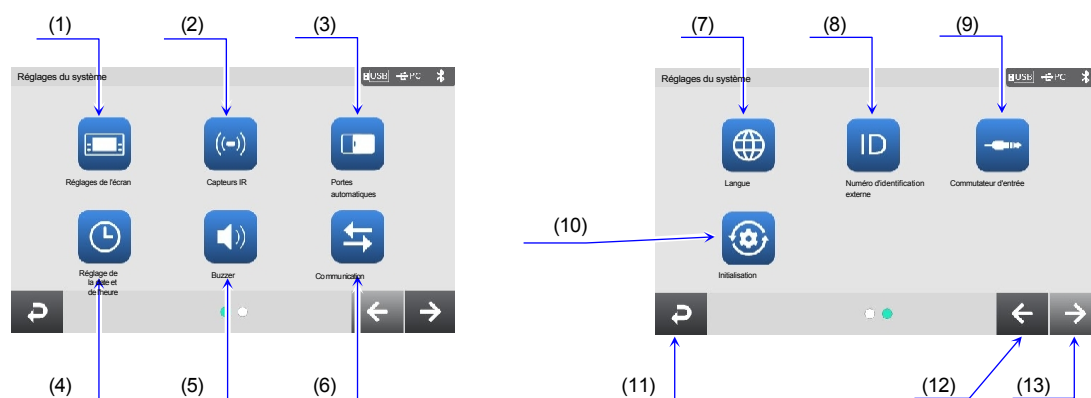 (1)
(2)
(3)
(7)
(8)
(9)
Réglages du système
USB
PC
Réglages du système
USB
PC
ID
Réglages de l'écran
Capteurs IR
Portes
automatiques
Langue
Numéro d'identification
externe
Commutateur d'entrée
(10)
Réglage de
la date et
de l'heure
Buzzer
Communication
Initialisation
(4)
(5)
(6)
(11)
(12)
(13)